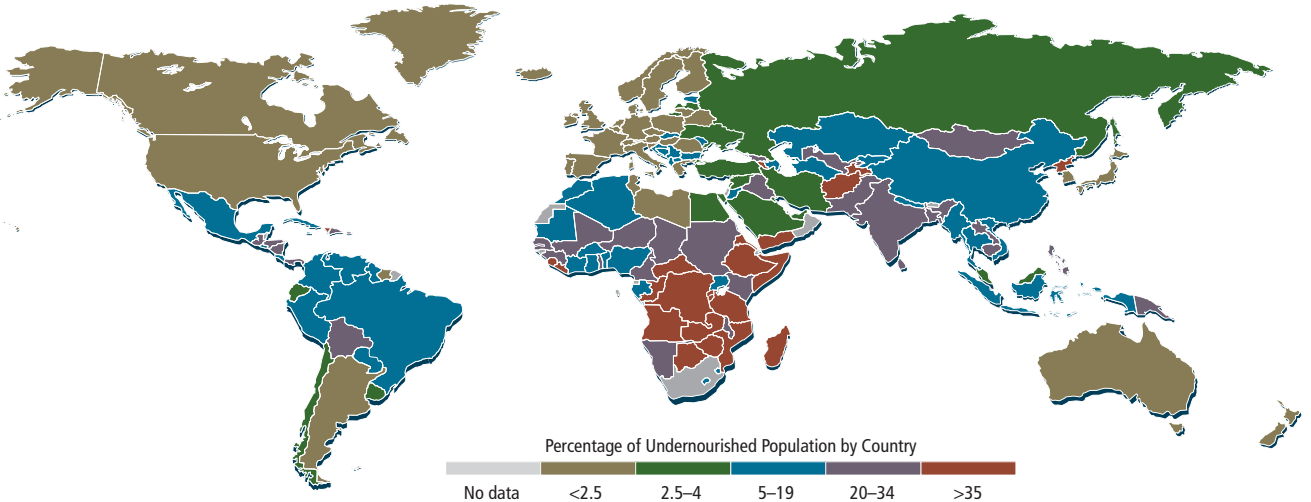 Percentage of Undernourished Population by Country
No data <2.5 2.5–4 5–19 20–34 >35